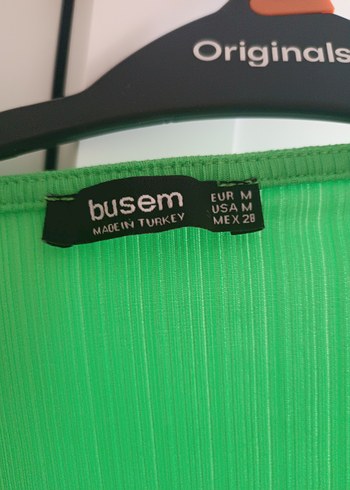 Originals
busem
MADE IN TURKEY
EUR M
USA M
MEX 28